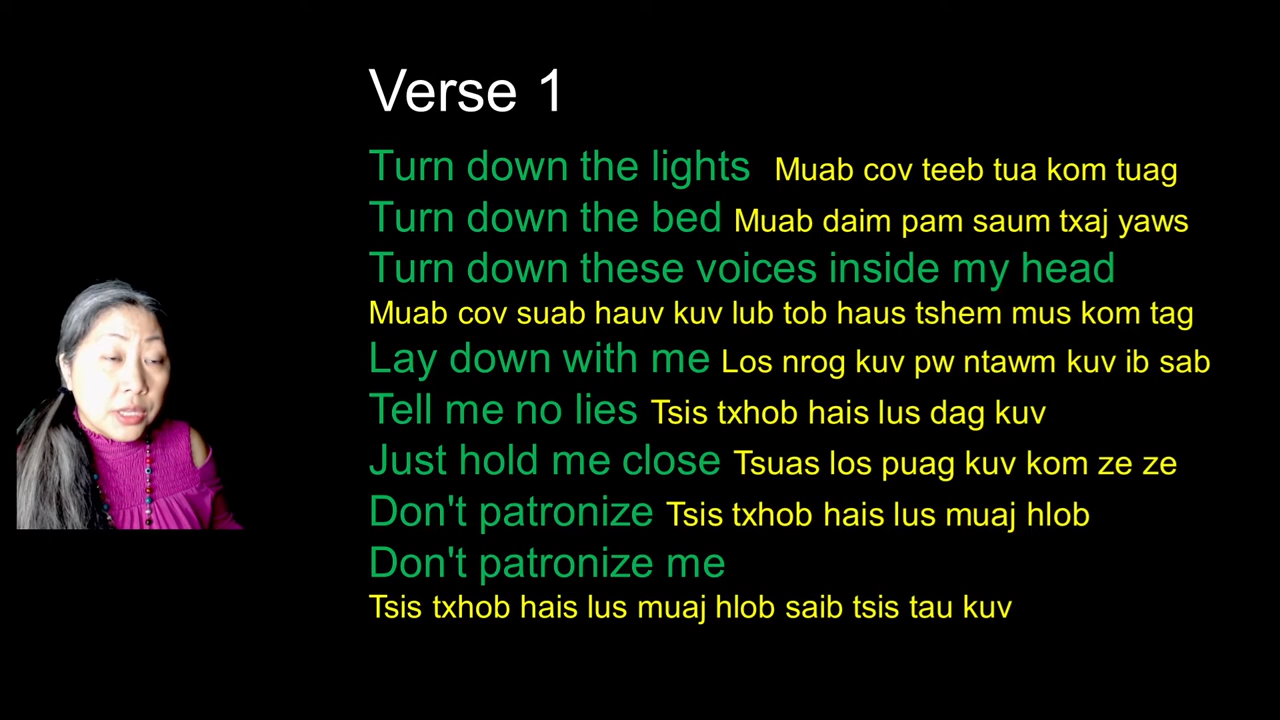 Verse 1
Turn down the lights Muab cov teeb tua kom tuag
Turn down the bed Muab daim pam saum txaj yaws
Turn down these voices inside my head
Muab cov suab hauv kuv lub tob haus tshem mus kom tag
Lay down with me Los nrog kuv pw ntawm kuv ib sab
Tell me no lies Tsis txhob hais lus dag kuv
Just hold me close Tsuas los puag kuv kom ze ze
Don't patronize Tsis txhob hais lus muaj hlob
Don't patronize me
Tsis txhob hais lus muaj hlob saib tsis tau kuv